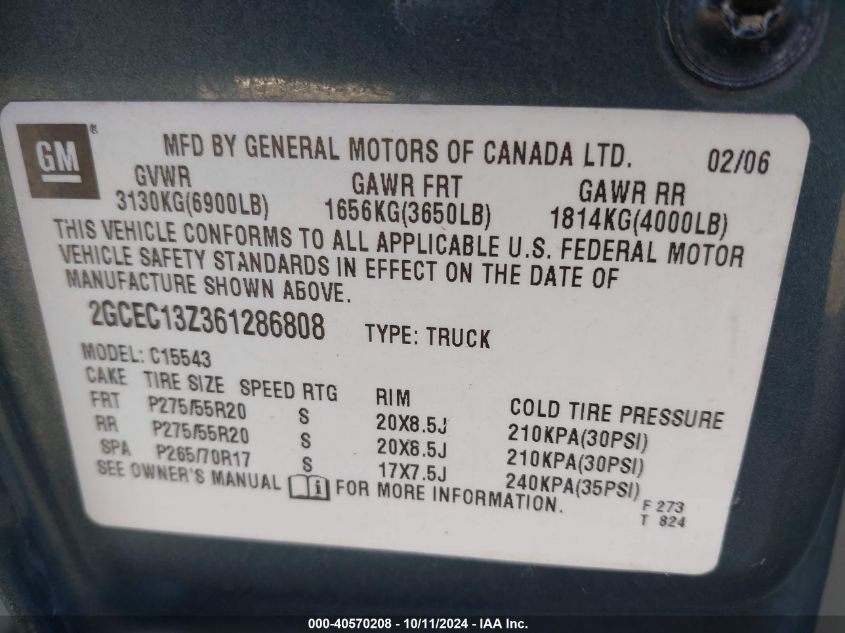 GM ®
MFD BY GENERAL MOTORS OF CANADA LTD. 02/06
GVWR GAWR FRT GAWR RR
3130KG(6900LB) 1656KG(3650LB) 1814KG(4000LB)
THIS VEHICLE CONFORMS TO ALL APPLICABLE U.S. FEDERAL MOTOR
VEHICLE SAFETY STANDARDS IN EFFECT ON THE DATE OF
MANUFACTURE SHOWN ABOVE.
2GCEC13Z361286808 TYPE: TRUCK
MODEL: C15543
CAKE TIRE SIZE SPEED RTG RIM COLD TIRE PRESSURE
FRT P275/55R20 S 20X8.5J 210KPA(30PSI)
RR P275/55R20 S 20X8.5J 210KPA(30PSI)
SPA P265/70R17 S 17X7.5J 240KPA(35PSI)
SEE OWNER'S MANUAL FOR MORE INFORMATION.
F 273
T 824
000-40570208 - 10/11/2024 - IAA Inc.